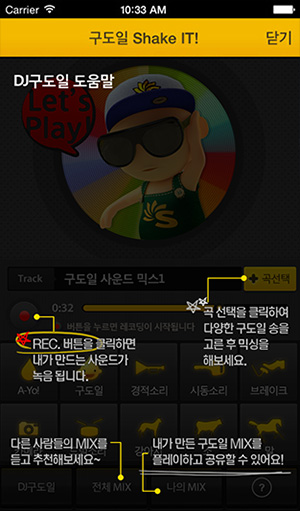 Carrier 10:33 AM
구도일 Shake IT! 닫기
DJ구도일 도움말
Let's
Play!
S
Track 구도일 사운드 믹스1 + 곡선택
0:32
버튼을 누르면 레코딩이 시작됩니다
곡 선택을 클릭하여
다양한 구도일 송을
고른 후 믹싱을
해보세요.
REC. 버튼을 클릭하면
내가 만드는 사운드가
녹음 됩니다.
A-Yo! 구도일 경적소리 시동소리 브레이크
다른 사람들의 MIX를
듣고 추천해보세요~
내가 만든 구도일 MIX를
플레이하고 공유할 수 있어요!
DJ구도일 전체 MIX 나의 MIX ?